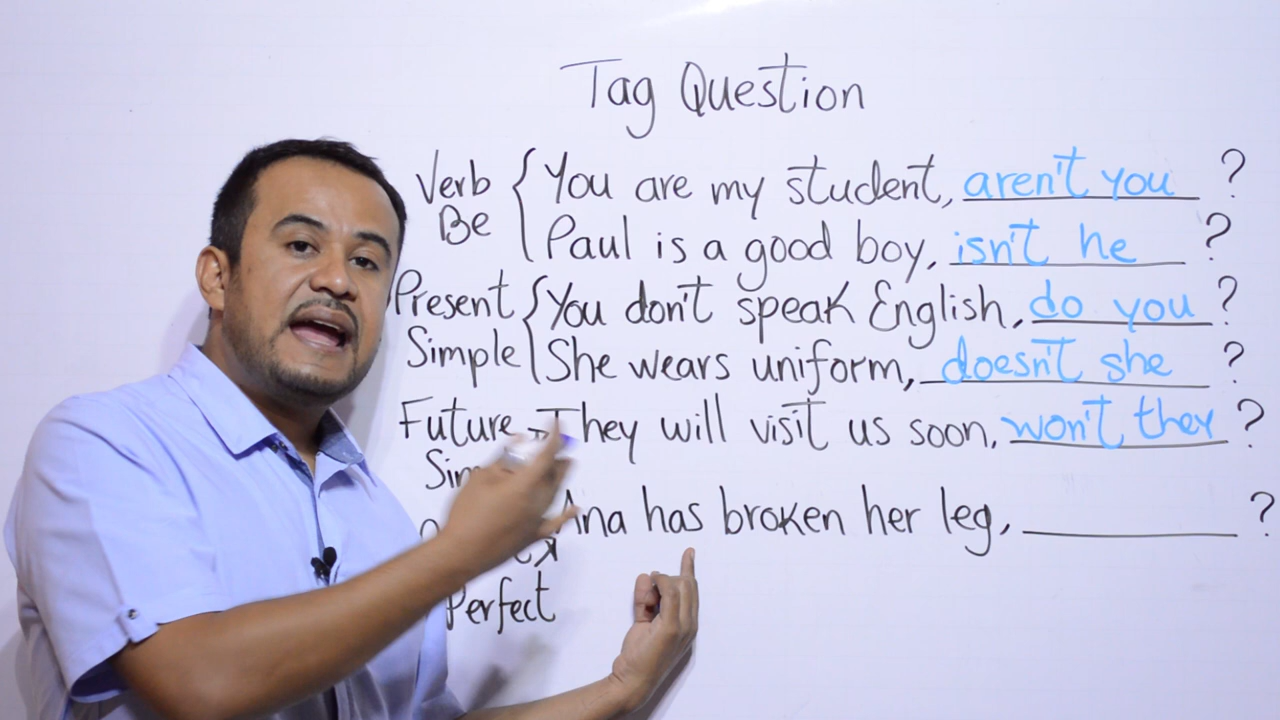 Tag Question
Verb Be
You are my student, aren't you ?
Paul is a good boy, isn't he ?
Present Simple
You don't speak English, do you ?
She wears uniform, doesn't she ?
Future
They will visit us soon, won't they ?
Ana has broken her leg, ?
Perfect